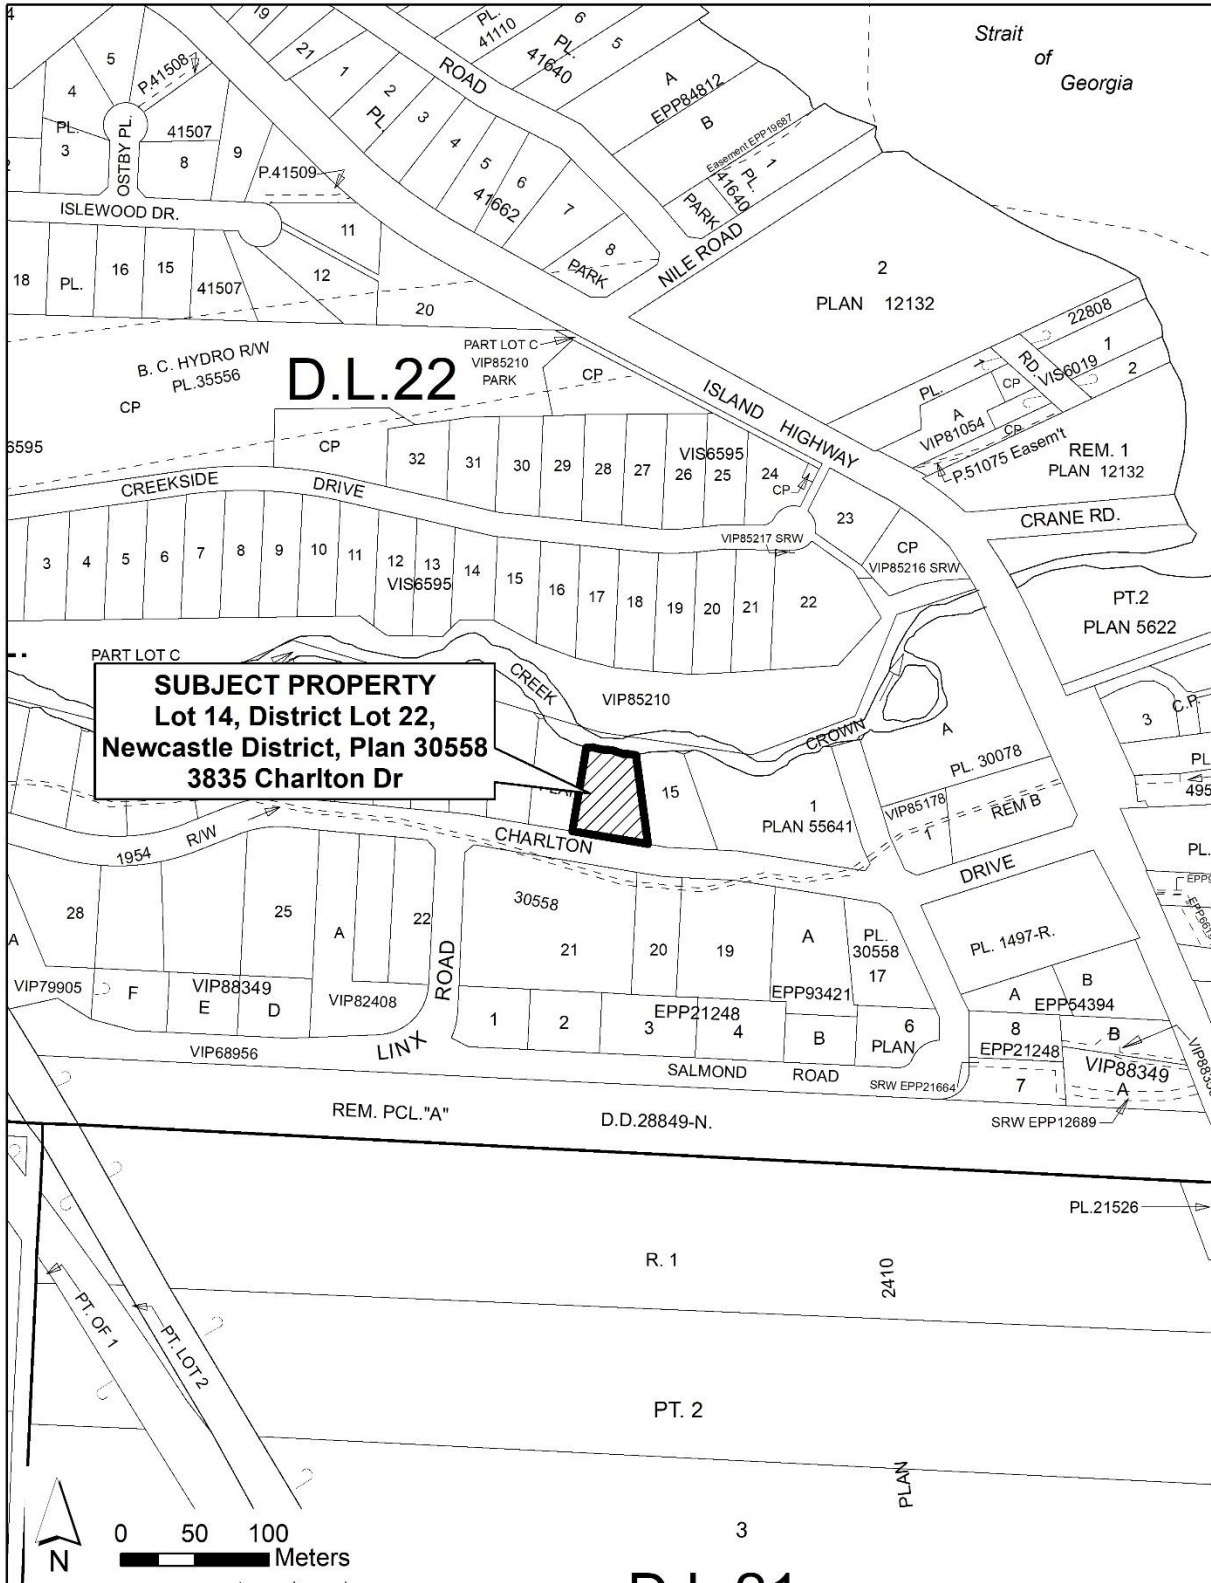 Strait
of
Georgia
4
19
21
PL.
41110
6
PL.
41640
5
5
P.41508
4
PL.
3
OSTBY PL.
41507
8
9
P.41509
ISLEWOOD DR.
11
18
PL.
16
15
41507
12
20
1
2
PL.
3
4
5
6
41662
7
8
PARK
ROAD
A
EPP84812
B
Easement EPP19687
1
PL.
41640
PARK
NILE ROAD
2
PLAN 12132
22808
1
RD.
VIS6019
1
2
PL.
CP
A
VIP81054
CP
P.51075 Easem't
REM. 1
PLAN 12132
CRANE RD.
B. C. HYDRO R/W
PL.35556
CP
D.L.22
PART LOT C
VIP85210
PARK
CP
ISLAND HIGHWAY
6595
CP
32
31
30
29
28
27
VIS6595
26
25
24
CP
23
CP
VIP85216 SRW
CREEKSIDE DRIVE
VIP85217 SRW
3
4
5
6
7
8
9
10
11
12
13
VIS6595
14
15
16
17
18
19
20
21
22
PT.2
PLAN 5622
PART LOT C
SUBJECT PROPERTY
Lot 14, District Lot 22,
Newcastle District, Plan 30558
3835 Charlton Dr
CREEK
VIP85210
CROWN
A
PL. 30078
3
C.P.
PL
495
15
1
PLAN 55641
VIP85178
1
REM B
1954 R/W
CHARLTON
DRIVE
PL.
28
25
A
22
A
30558
21
20
19
A
PL.
30558
17
PL. 1497-R.
VIP79905
F
VIP88349
E
D
VIP82408
ROAD
LINX
1
2
3
EPP21248
4
EPP93421
B
6
PLAN
A
B
EPP54394
8
EPP21248
7
B
VIP88349
A
VIP68956
SALMOND ROAD
SRW EPP21664
SRW EPP12689
REM. PCL."A"
D.D.28849-N.
PL.21526
R. 1
2410
PT. OF 1
PT. LOT 2
PT. 2
PLAN
3
N
0 50 100
Meters